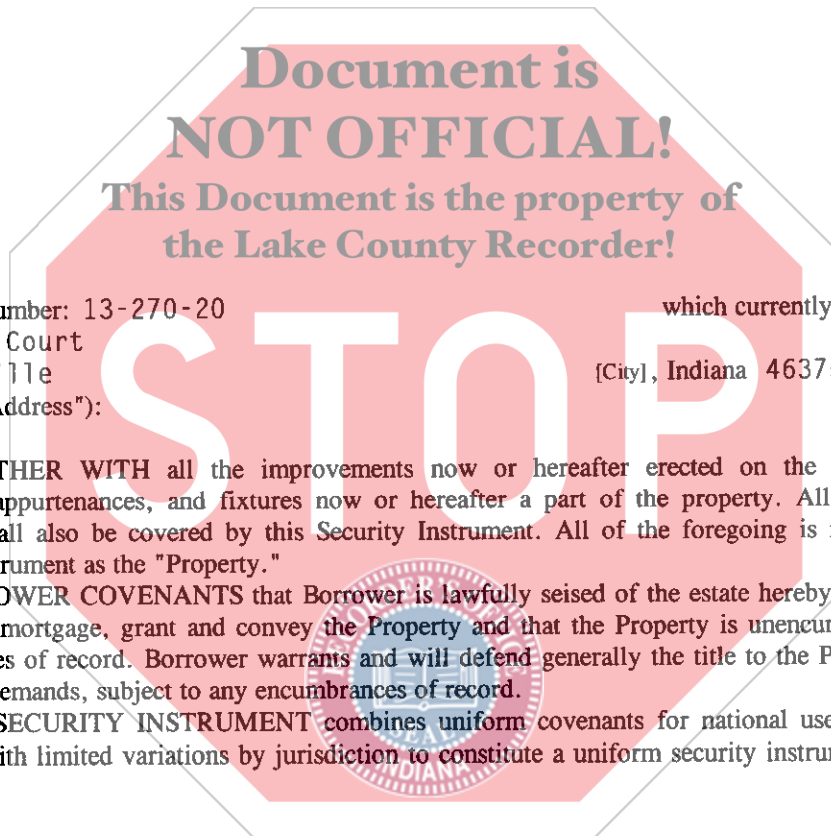 Document is
NOT OFFICIAL!
This Document is the property of
the Lake County Recorder!
umber: 13-270-20 which currently
Court
lle [City], Indiana 4637
ddress"):
STOP
THER WITH all the improvements now or hereafter erected on the
appurtenances, and fixtures now or hereafter a part of the property. All
all also be covered by this Security Instrument. All of the foregoing is
rument as the "Property."
OWER COVENANTS that Borrower is lawfully seised of the estate hereby
mortgage, grant and convey the Property and that the Property is unencu
es of record. Borrower warrants and will defend generally the title to the P
emands, subject to any encumbrances of record.
SECURITY INSTRUMENT combines uniform covenants for national use
ith limited variations by jurisdiction to constitute a uniform security instru
SEAL
INDIANA